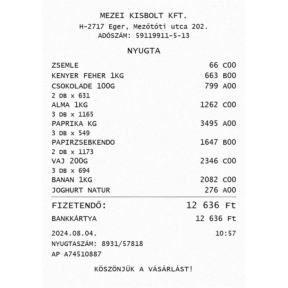 MEZEI KISBOLT KFT.
H-2717 Eger, Mezőtóti utca 202.
ADÓSZÁM: 59119911-5-13
NYUGTA
ZSEMLE 66 C00
KENYER FEHER 1KG 663 B00
CSOKOLADE 100G 799 A00
2 DB x 631
ALMA 1KG 1262 C00
3 DB x 1165
PAPRIKA KG 3495 A00
3 DB x 549
PAPIRZSEBKENDO 1647 B00
2 DB x 1173
VAJ 200G 2346 C00
3 DB x 694
BANAN 1KG 2082 C00
JOGHURT NATUR 276 A00
FIZETENDŐ: 12 636 Ft
BANKKÁRTYA 12 636 Ft
2024.08.04. 10:57
NYUGTASZÁM: 8931/57818
AP A74510887
KÖSZÖNJÜK A VÁSÁRLÁST!